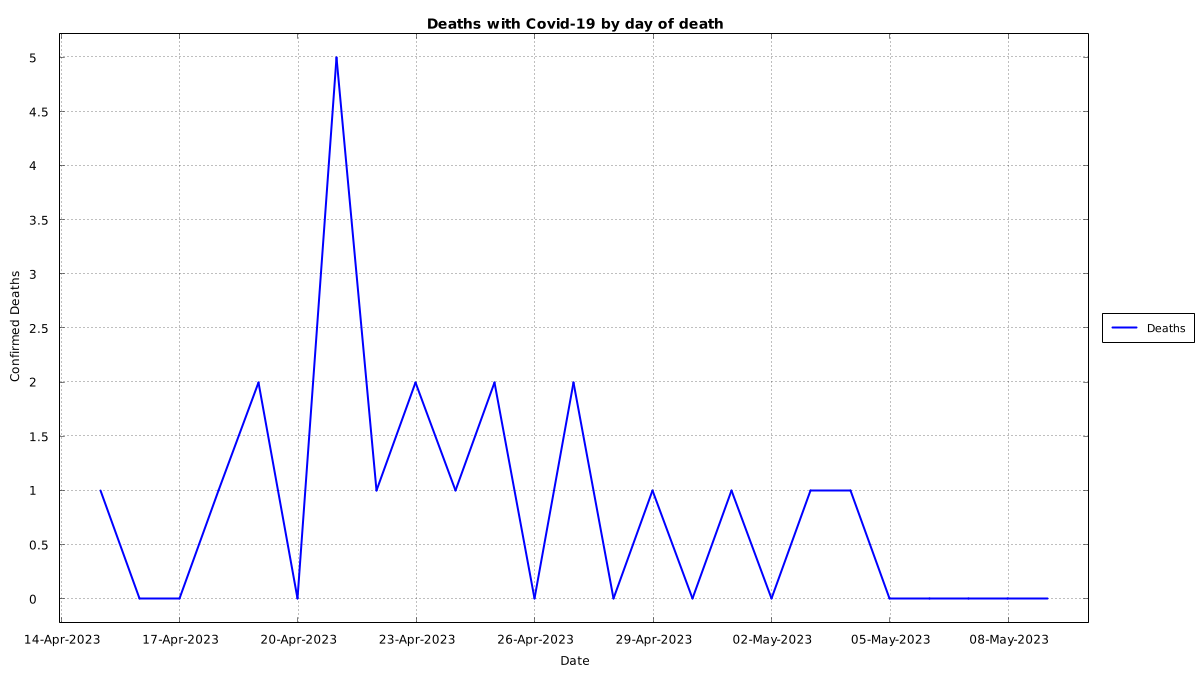 Deaths with Covid-19 by day of death
Confirmed Deaths
5
4.5
4
3.5
3
2.5
2
1.5
1
0.5
0
14-Apr-2023
17-Apr-2023
20-Apr-2023
23-Apr-2023
26-Apr-2023
29-Apr-2023
02-May-2023
05-May-2023
08-May-2023
Date
Deaths